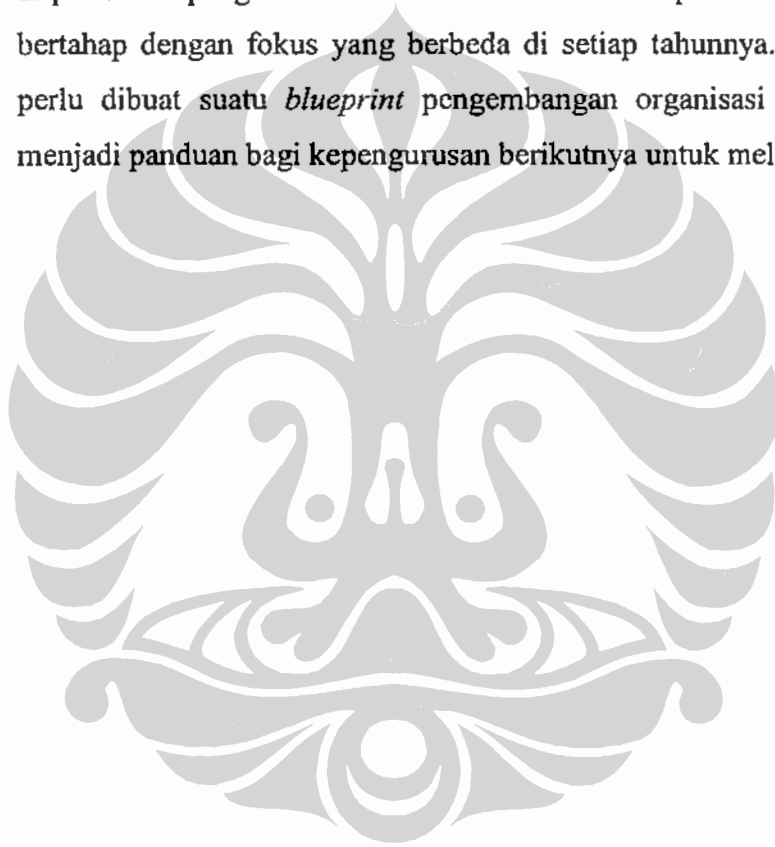 bertahap dengan fokus yang berbeda di setiap tahunnya.
perlu dibuat suatu blueprint pengembangan organisasi
menjadi panduan bagi kepengurusan berikutnya untuk mel